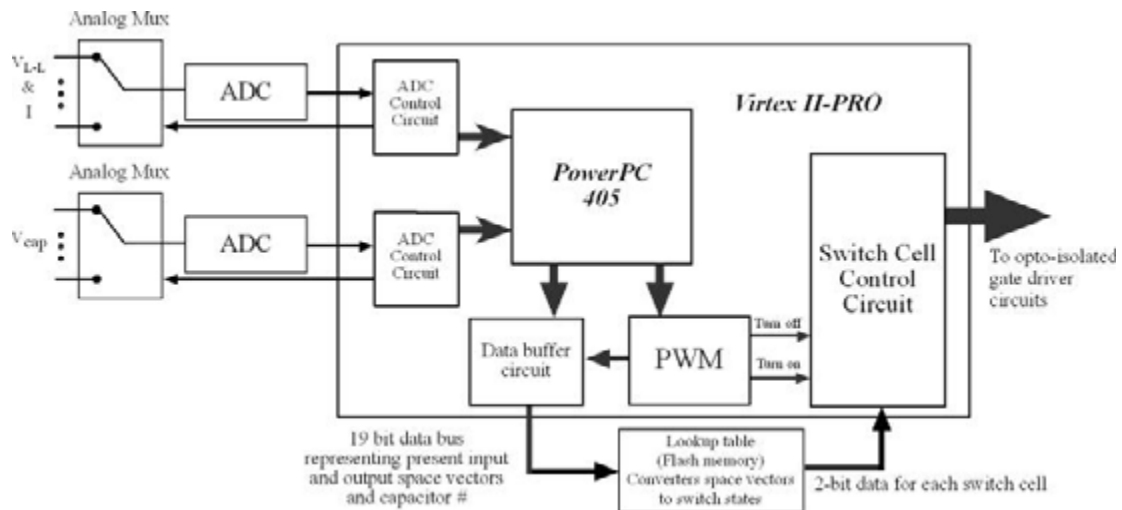 Analog Mux
V_L-L
&
I
ADC
ADC
Control
Circuit
Virtex II-PRO
PowerPC
405
Analog Mux
Vcap
ADC
ADC
Control
Circuit
Switch Cell
Control
Circuit
To opto-isolated
gate driver
circuits
Data buffer
circuit
PWM
Turn off
Turn on
19 bit data bus
representing present input
and output space vectors
and capacitor #
Lookup table
(Flash memory)
Converters space vectors
to switch states
2-bit data for each switch cell